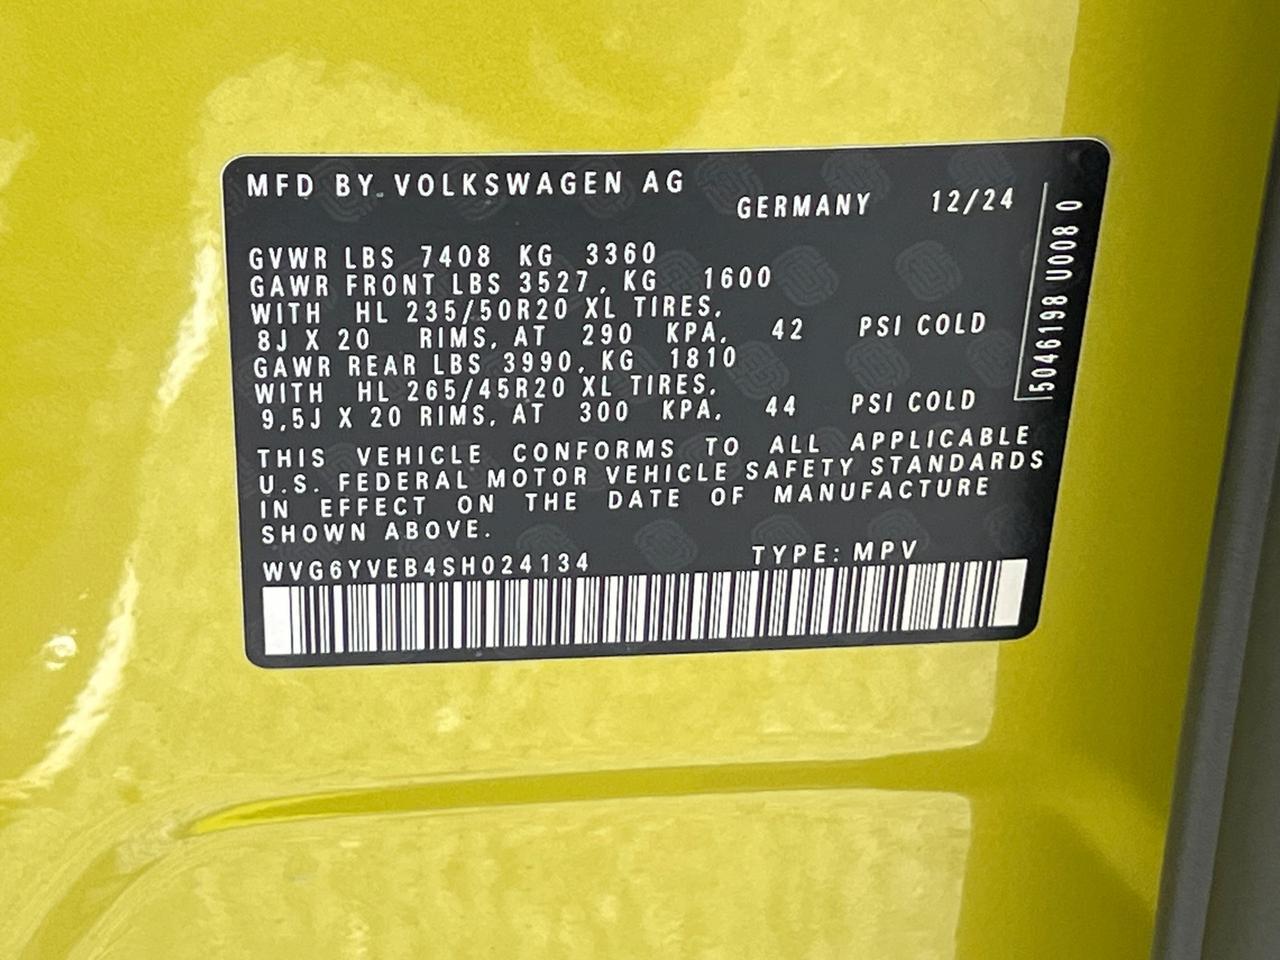 MFD BY. VOLKSWAGEN AG
GERMANY 12/24
GVWR LBS 7408 KG 3360
GAWR FRONT LBS 3527, KG 1600
WITH HL 235/50R20 XL TIRES,
8J X 20 RIMS, AT 290 KPA, 42 PSI COLD
GAWR REAR LBS 3990, KG 1810
WITH HL 265/45R20 XL TIRES,
9,5J X 20 RIMS, AT 300 KPA, 44 PSI COLD
THIS VEHICLE CONFORMS TO ALL APPLICABLE
U.S. FEDERAL MOTOR VEHICLE SAFETY STANDARDS
IN EFFECT ON THE DATE OF MANUFACTURE
SHOWN ABOVE.
WVG6YVEB4SH024134 TYPE: MPV
5046198 U008 0